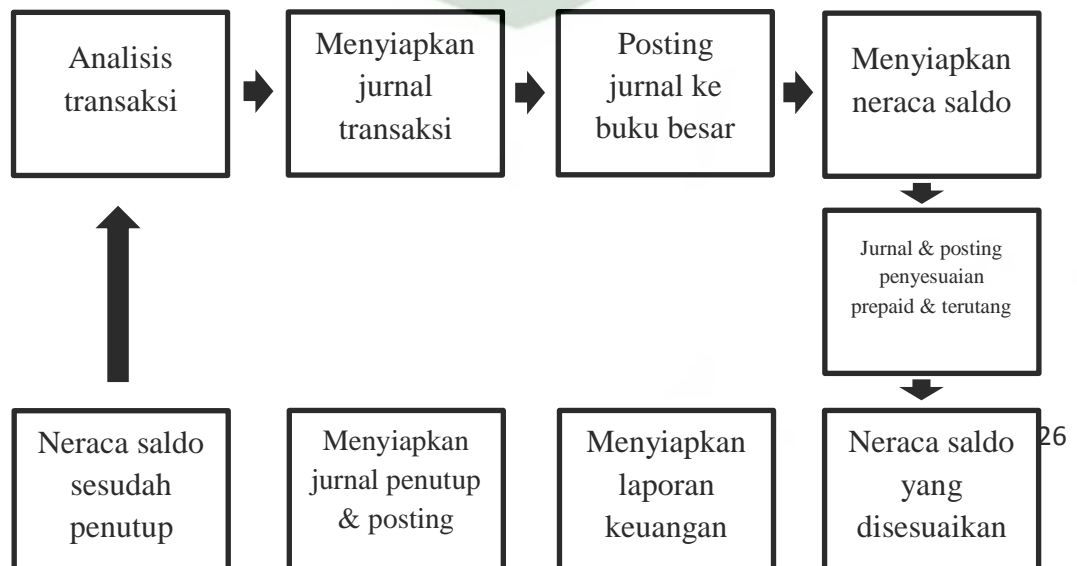 Analisis
transaksi
Menyiapkan
jurnal
transaksi
Posting
jurnal ke
buku besar
Menyiapkan
neraca saldo
Jurnal & posting
penyesuaian
prepaid & terutang
Neraca saldo
sesudah
penutup
Menyiapkan
jurnal penutup
& posting
Menyiapkan
laporan
keuangan
Neraca saldo
yang
disesuaikan
26